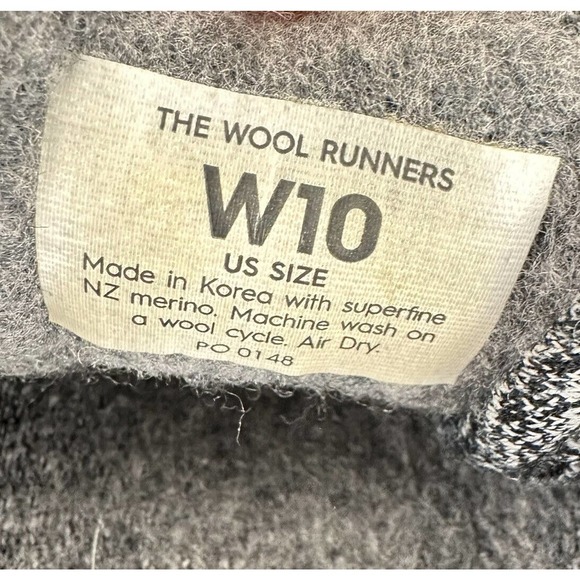 THE WOOL RUNNERS
W10
US SIZE
Made in Korea with superfine
NZ merino. Machine wash on
a wool cycle. Air Dry.
PO 0148